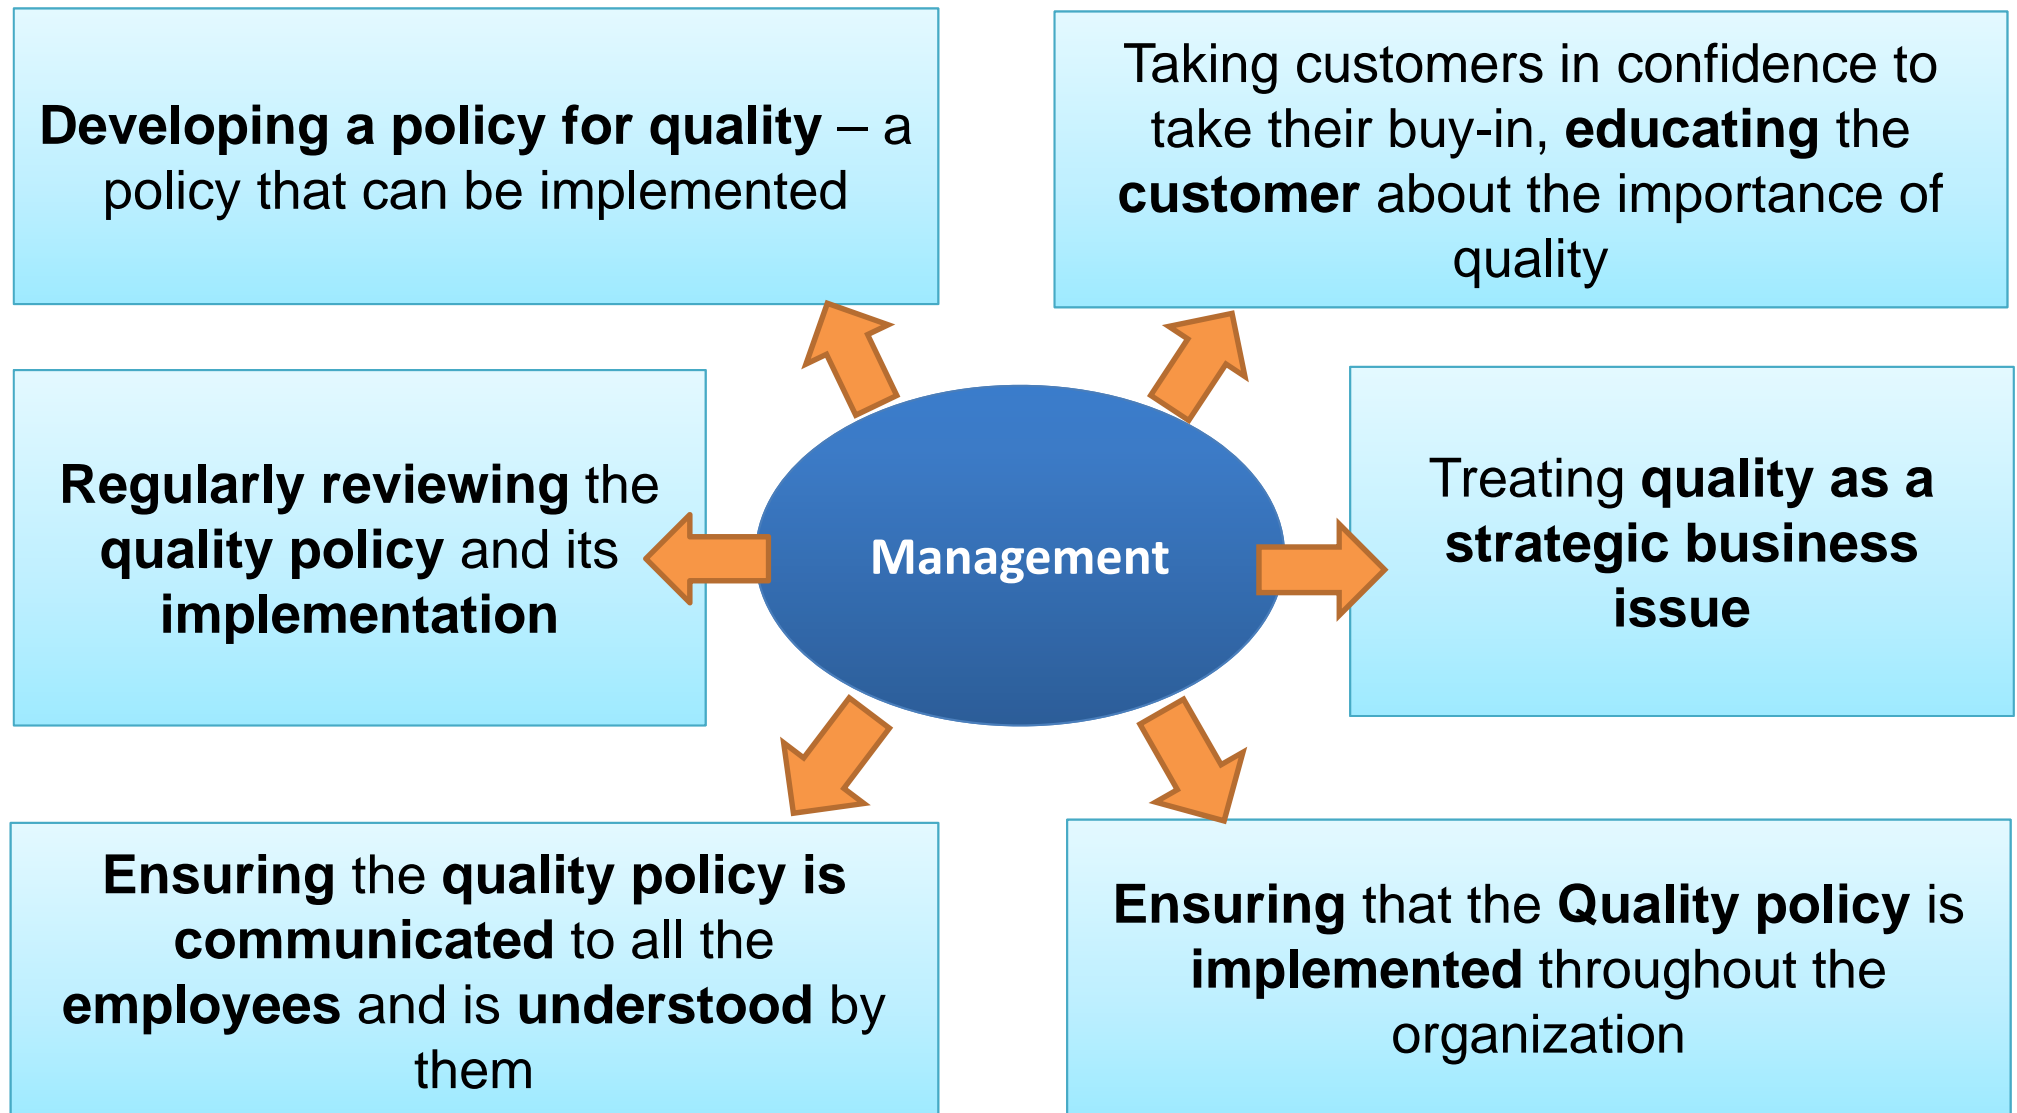 Developing a policy for quality – a
policy that can be implemented
Taking customers in confidence to
take their buy-in, educating the
customer about the importance of
quality
Regularly reviewing the
quality policy and its
implementation
Management
Treating quality as a
strategic business
issue
Ensuring the quality policy is
communicated to all the
employees and is understood by
them
Ensuring that the Quality policy is
implemented throughout the
organization